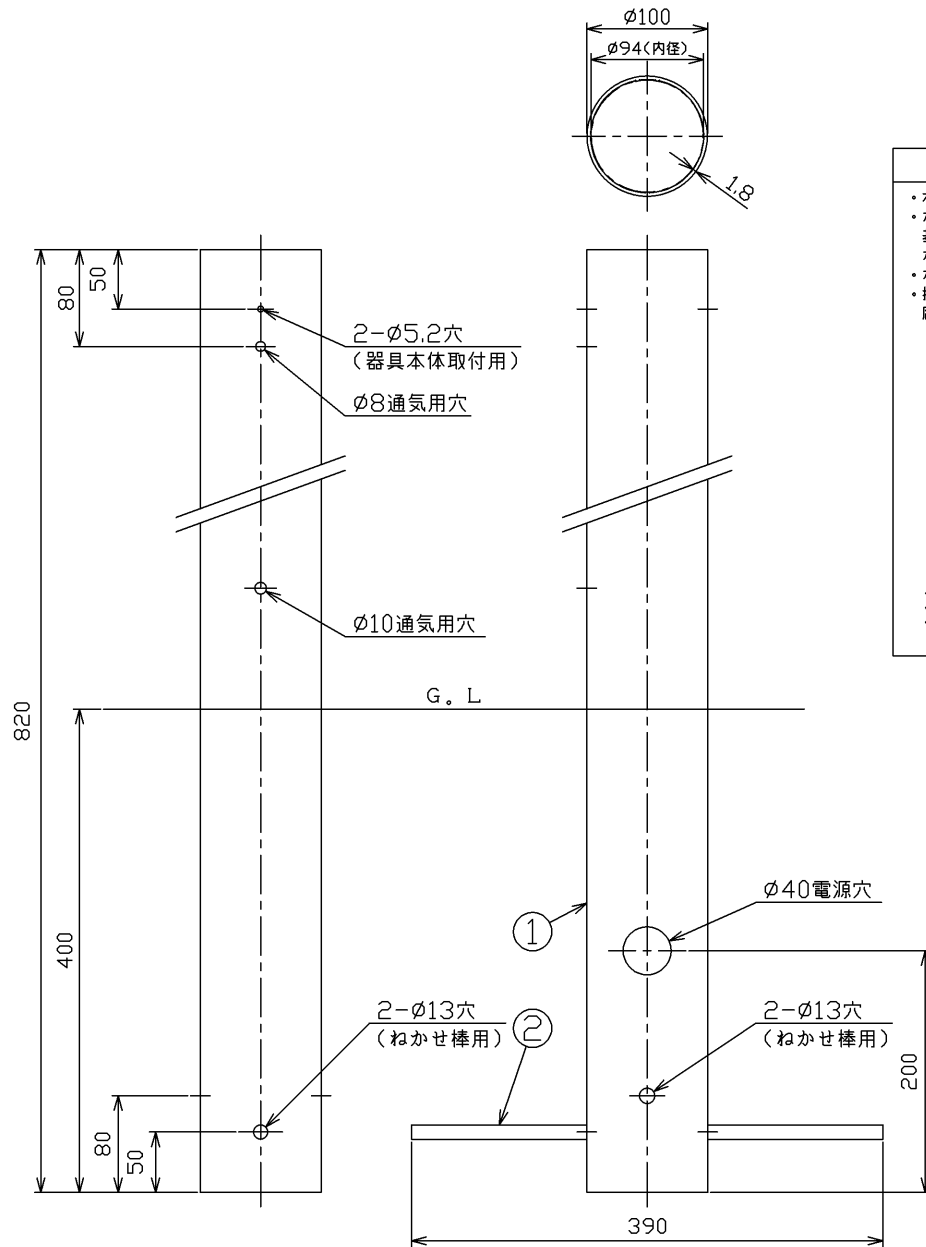 Ø100
Ø94(内径)
1.8
50
80
2-Ø5.2穴
(器具本体取付用)
Ø8通気用穴
Ø10通気用穴
G。L
820
400
Ø40電源穴
①
2-Ø13穴
(ねかせ棒用)
②
2-Ø13穴
(ねかせ棒用)
200
80
50
390